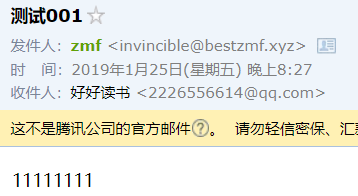 测试001
发件人：zmf <invincible@bestzmf.xyz>
时　间：2019年1月25日(星期五) 晚上8:27
收件人：好好读书 <2226556614@qq.com>
这不是腾讯公司的官方邮件?。 请勿轻信密保、汇
11111111